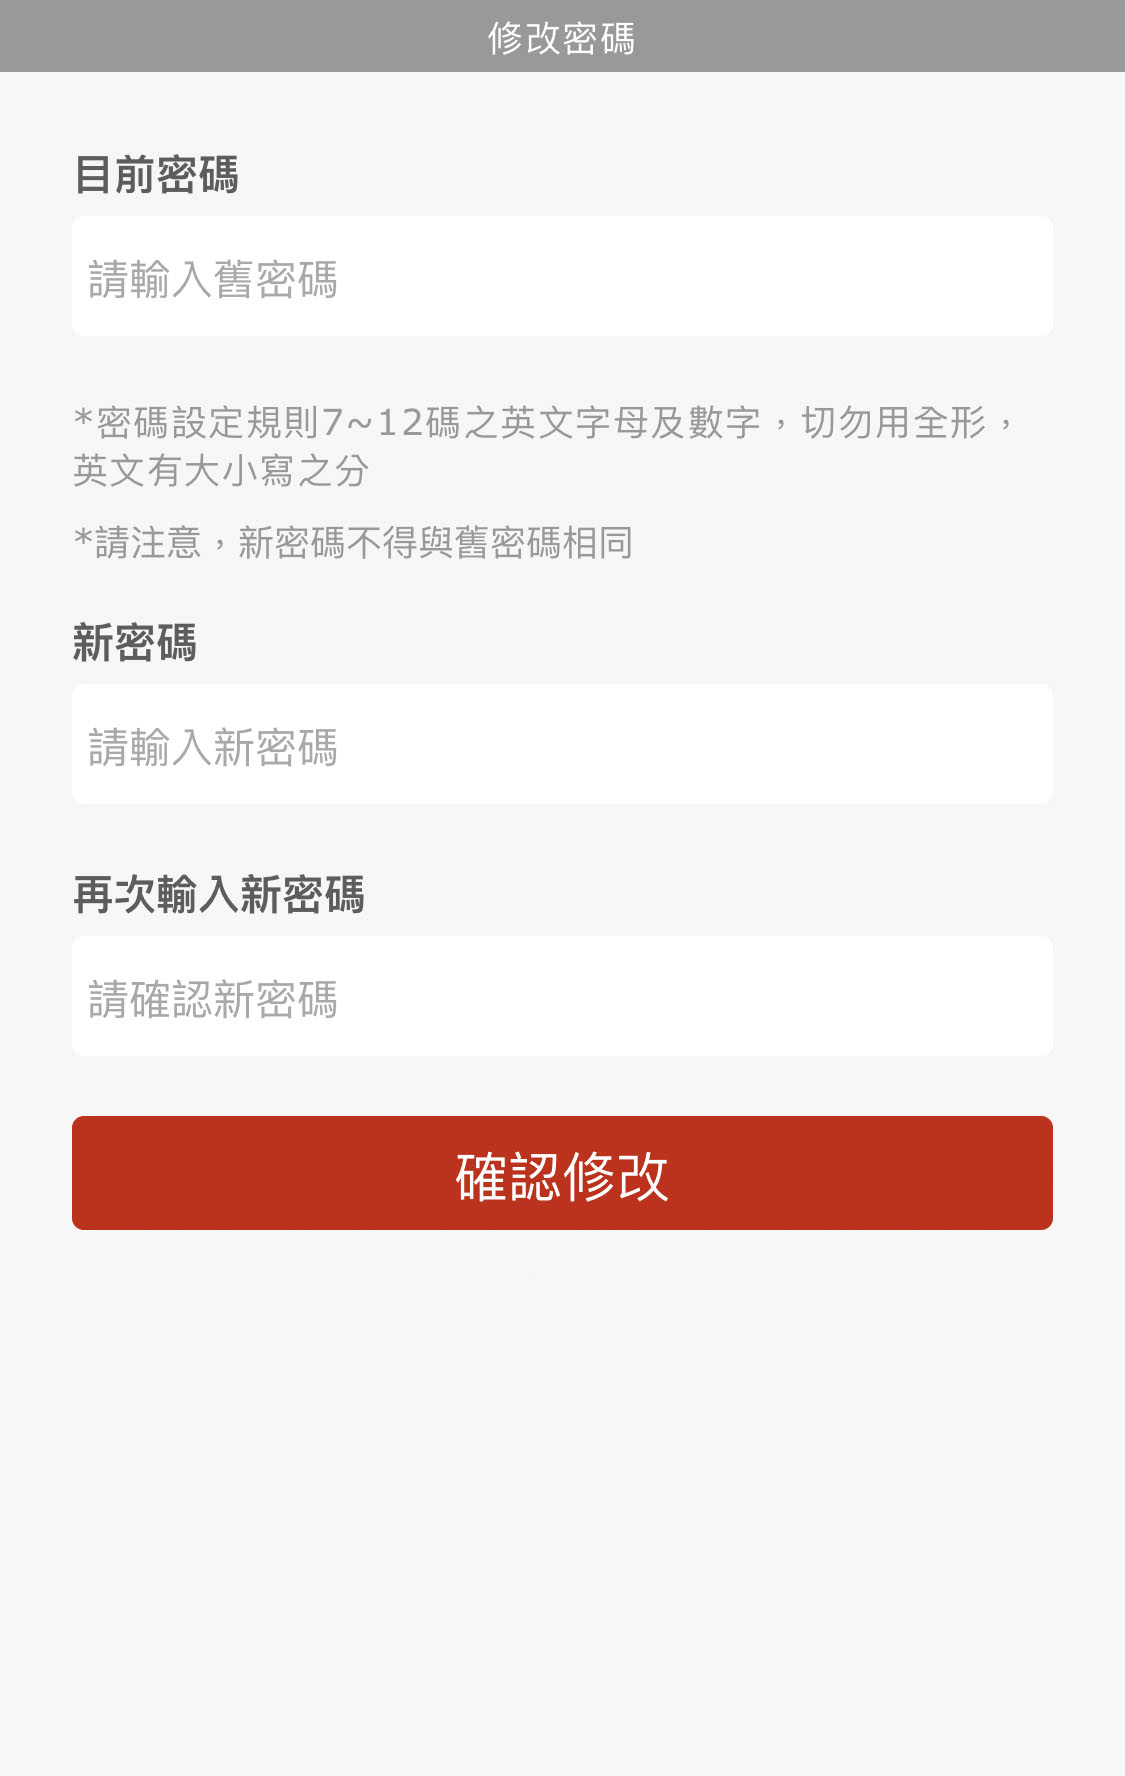 修改密碼
目前密碼
請輸入舊密碼
*密碼設定規則7~12碼之英文字母及數字，切勿用全形，
英文有大小寫之分
*請注意，新密碼不得與舊密碼相同
新密碼
請輸入新密碼
再次輸入新密碼
請確認新密碼
確認修改